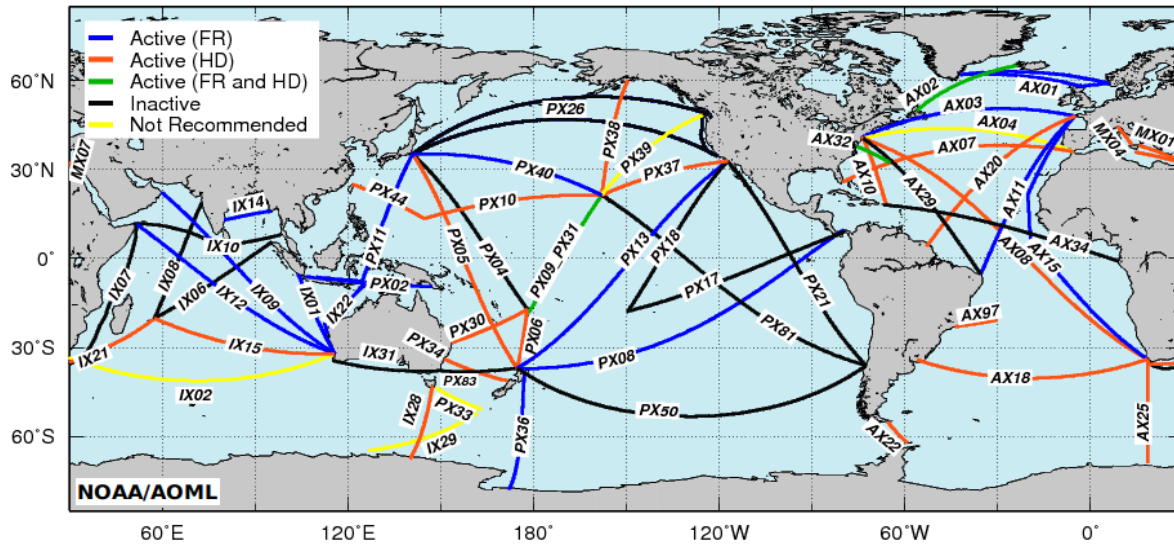 Active (FR)
Active (HD)
Active (FR and HD)
Inactive
Not Recommended
60°N
30°N
0°
30°S
60°S
60°E
120°E
180°
120°W
60°W
0°
NOAA/AOML
MX07
IX14
IX10
IX07
IX08
IX06
IX12
IX09
IX01
IX22
IX21
IX15
IX02
IX31
IX28
IX29
PX26
PX38
PX39
PX40
PX37
PX44
PX10
PX11
PX02
PX05
PX04
PX09
PX31
PX13
PX18
PX17
PX21
PX30
PX34
PX06
PX83
PX33
PX36
PX08
PX81
PX50
AX01
AX02
AX03
AX04
AX32
AX07
AX10
AX20
AX29
AX11
AX08
AX15
AX34
AX97
AX18
AX22
AX25
MX04
MX01